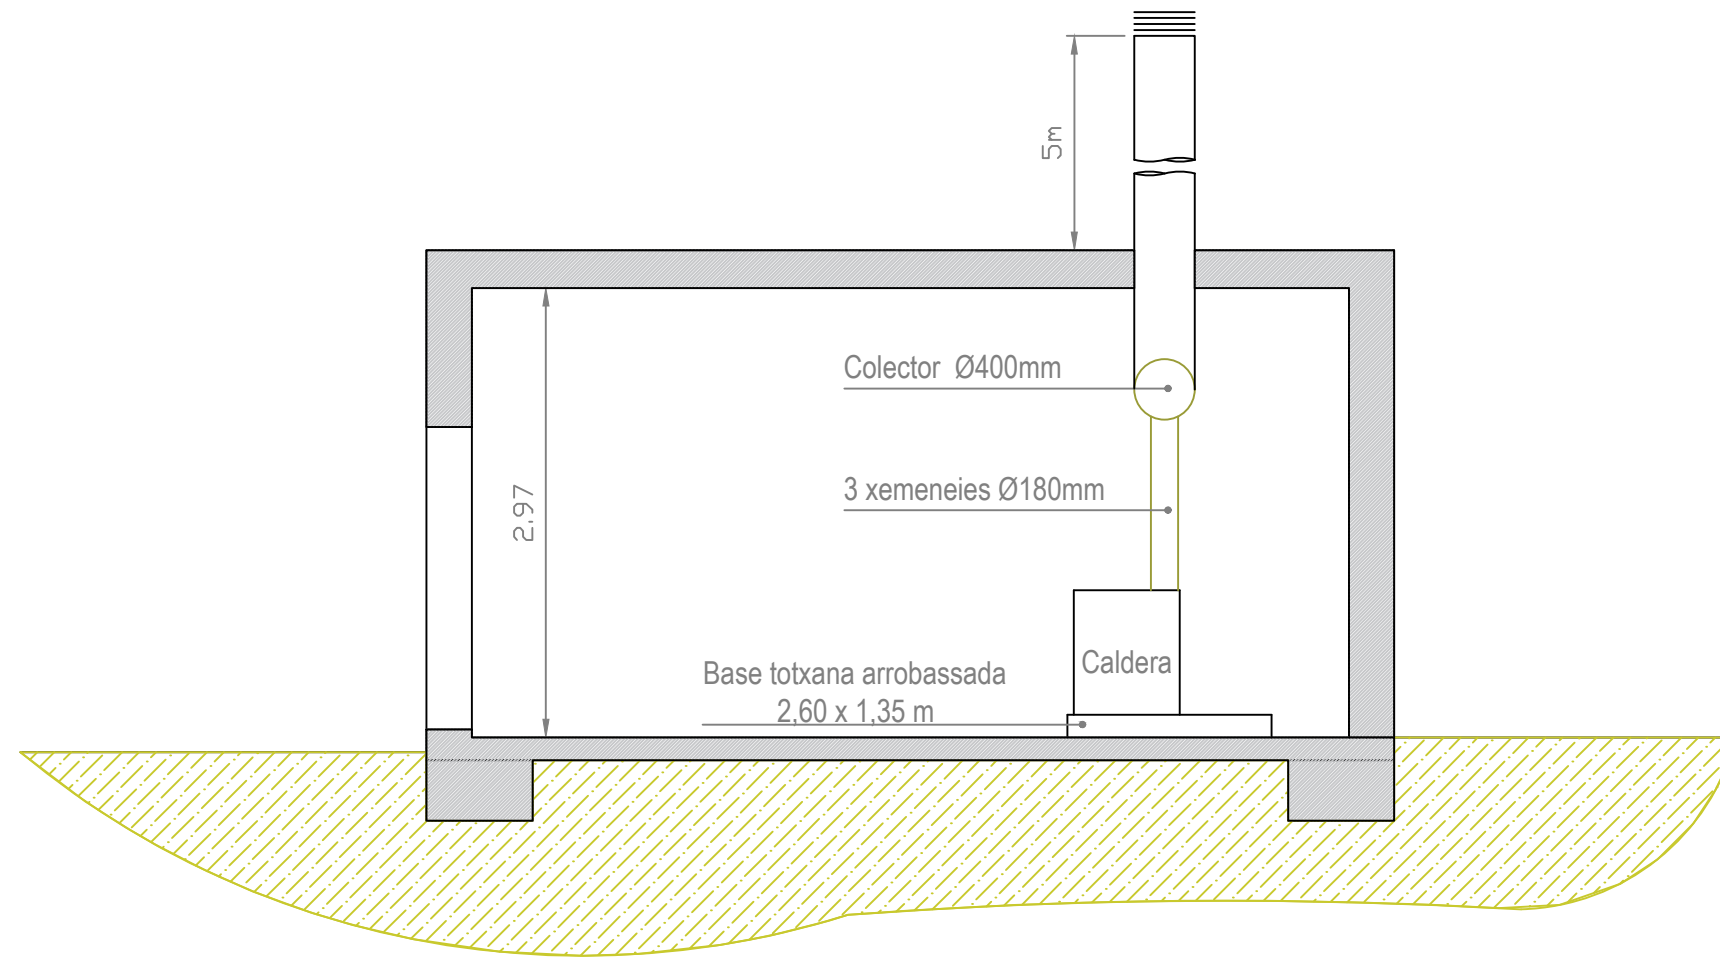 5m
Colector Ø400mm
3 xemeneies Ø180mm
2.97
Caldera
Base totxana arrobassada
2,60 x 1,35 m